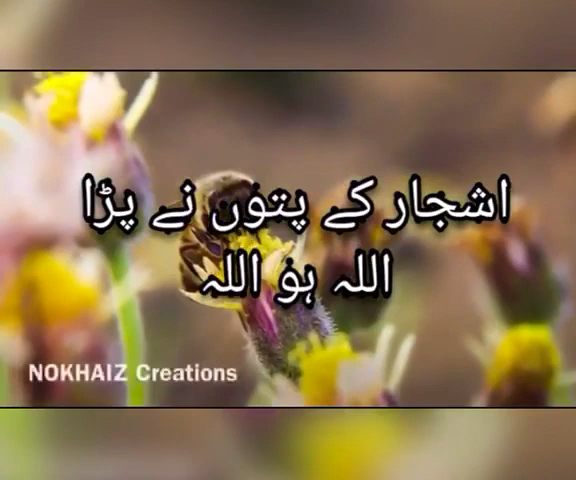 اشجار کے پتوں نے پڑا
اللہ ہو اللہ
NOKHAIZ Creations